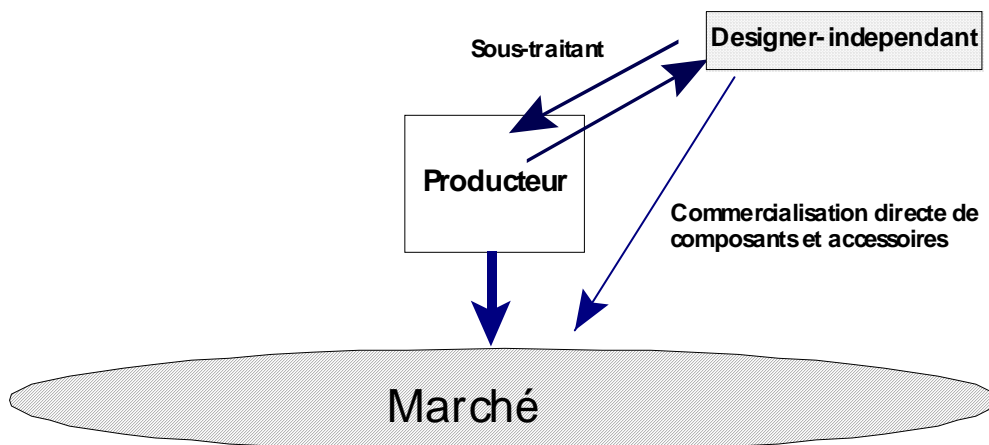 Designer-independant
Sous-traitant
Producteur
Commercialisation directe de
composants et accessoires
Marché